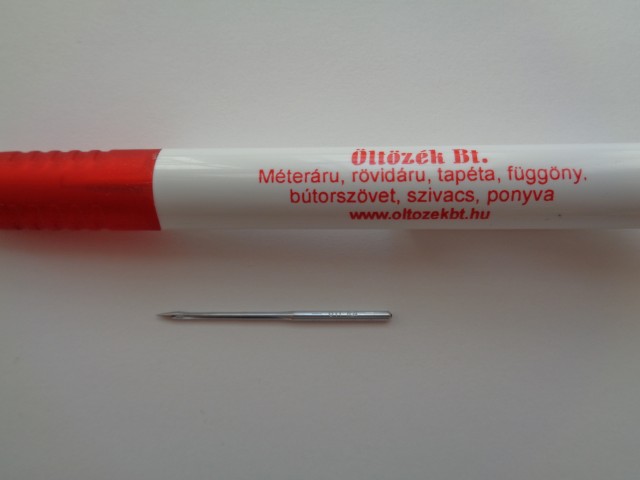 Öltözék Bt.
Méteráru, rövidáru, tapéta, függöny.
bútorszövet, szivacs, ponyva
www.oltozekbt.hu